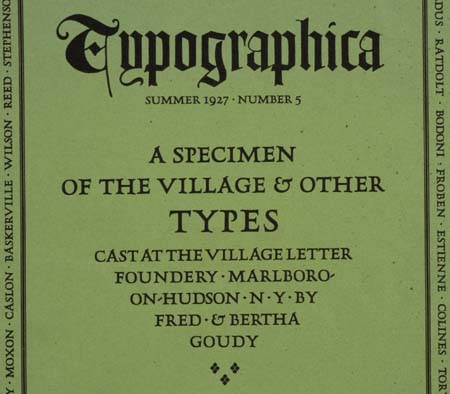 Typographica
SUMMER 1927 · NUMBER 5
A SPECIMEN
OF THE VILLAGE & OTHER
TYPES
CAST AT THE VILLAGE LETTER
FOUNDERY · MARLBORO-
ON-HUDSON · N · Y · BY
FRED · & BERTHA
GOUDY
· MOXON · CASLON · BASKERVILLE · WILSON · REED ·
· RATDOLT · BODONI · FROBEN · ESTIENNE · COLINES ·